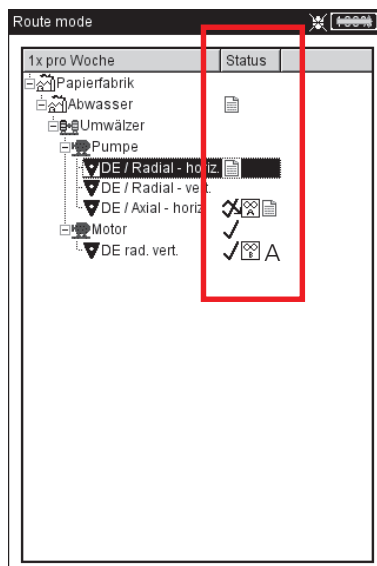 Route mode 100%
1x pro Woche Status
Papierfabrik
Abwasser
Umwälzer
Pumpe
DE / Radial - horiz.
DE / Radial - vert.
DE / Axial - horiz.
A
Motor
DE rad. vert. A